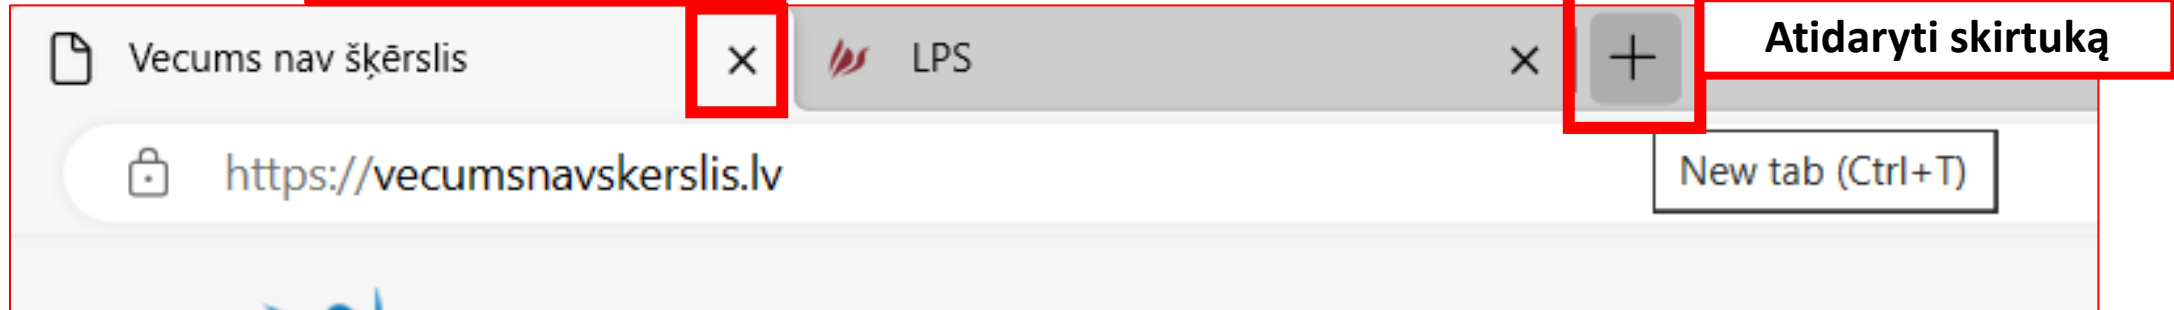 Vecums nav šķērslis
LPS
Atidaryti skirtuką
https://vecumsnavskerslis.lv
New tab (Ctrl+T)